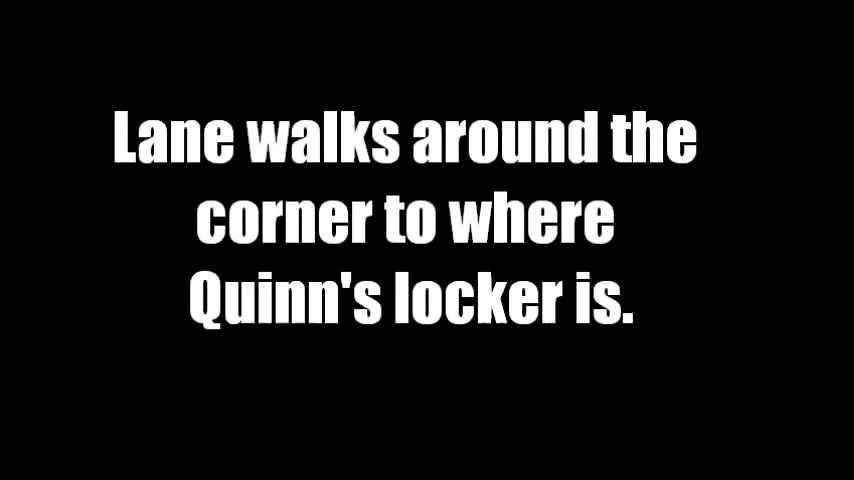 Lane walks around the
corner to where
Quinn's locker is.